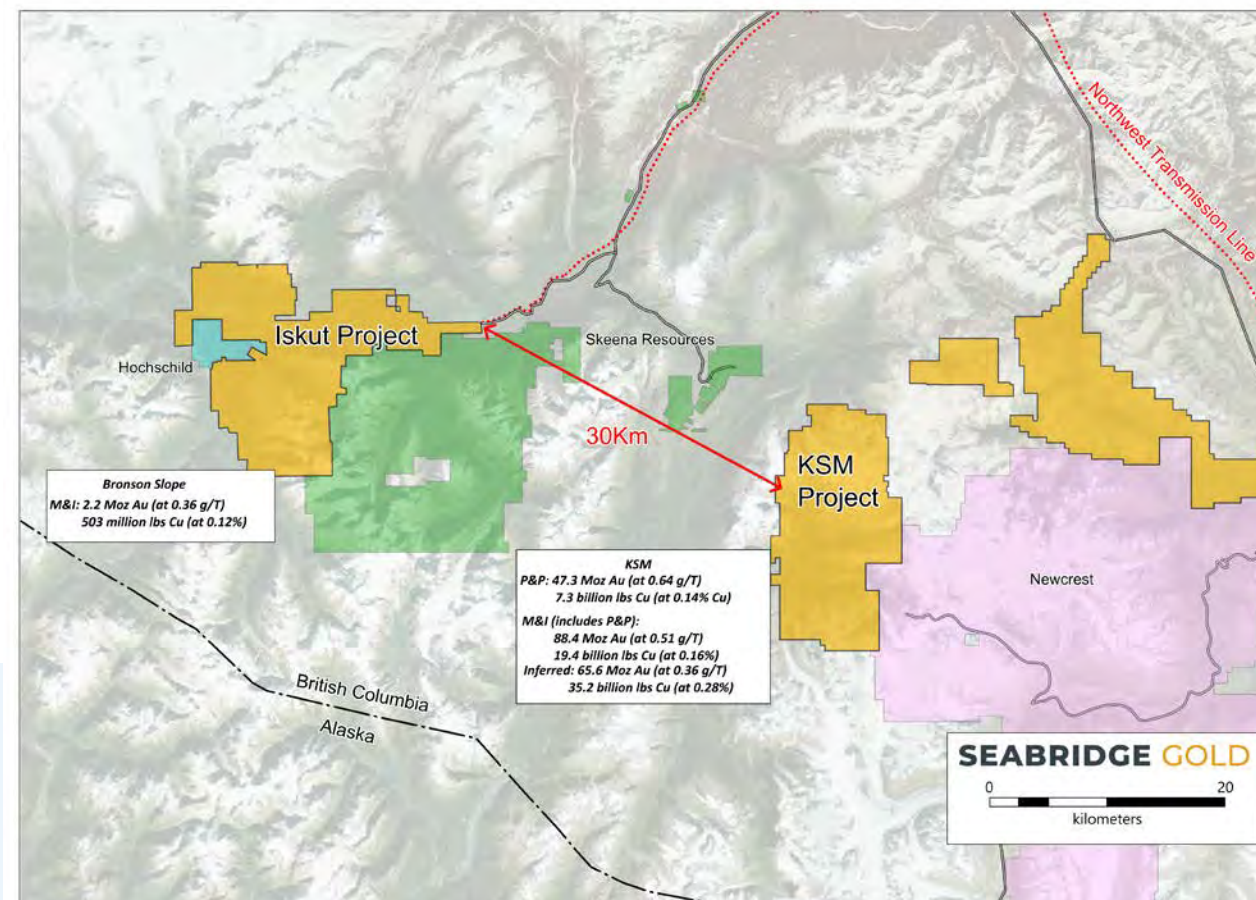 Northwest Transmission Line
Iskut Project
Skeena Resources
Hochschild
30Km
KSM
Project
Bronson Slope
M&I: 2.2 Moz Au (at 0.36 g/T)
503 million lbs Cu (at 0.12%)
KSM
P&P: 47.3 Moz Au (at 0.64 g/T)
7.3 billion lbs Cu (at 0.14% Cu)
M&I (includes P&P):
88.4 Moz Au (at 0.51 g/T)
19.4 billion lbs Cu (at 0.16%)
Inferred: 65.6 Moz Au (at 0.36 g/T)
35.2 billion lbs Cu (at 0.28%)
Newcrest
British Columbia
Alaska
SEABRIDGE GOLD
0 20
kilometers